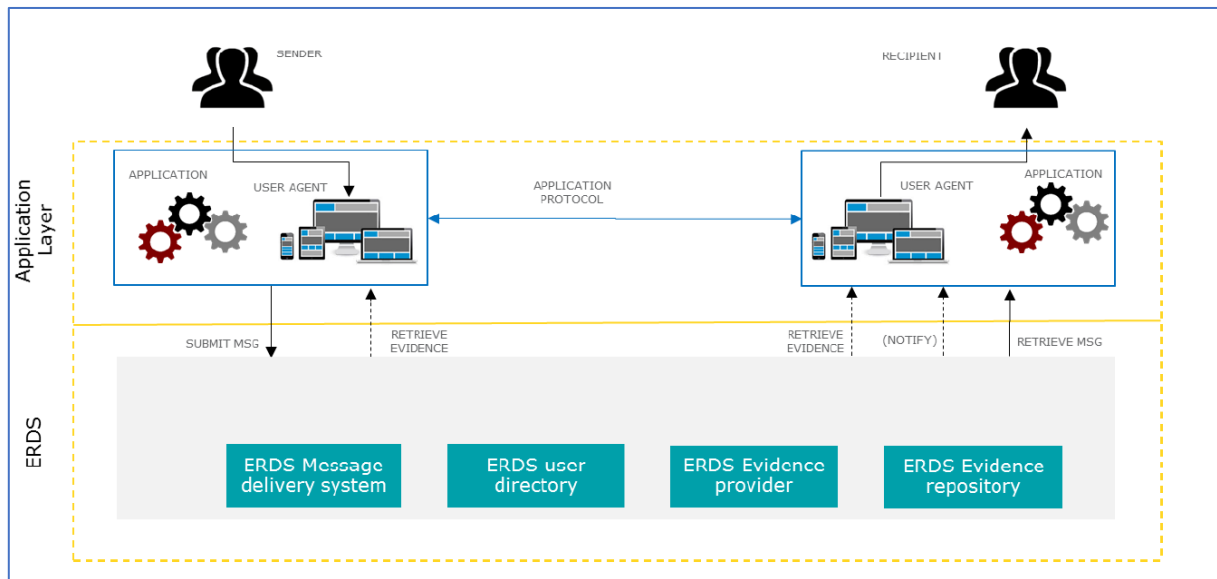 SENDER
RECIPIENT
Application
Layer
APPLICATION
USER AGENT
APPLICATION
PROTOCOL
USER AGENT
APPLICATION
SUBMIT MSG
RETRIEVE
EVIDENCE
RETRIEVE
EVIDENCE
(NOTIFY)
RETRIEVE MSG
ERDS
ERDS Message
delivery system
ERDS user
directory
ERDS Evidence
provider
ERDS Evidence
repository